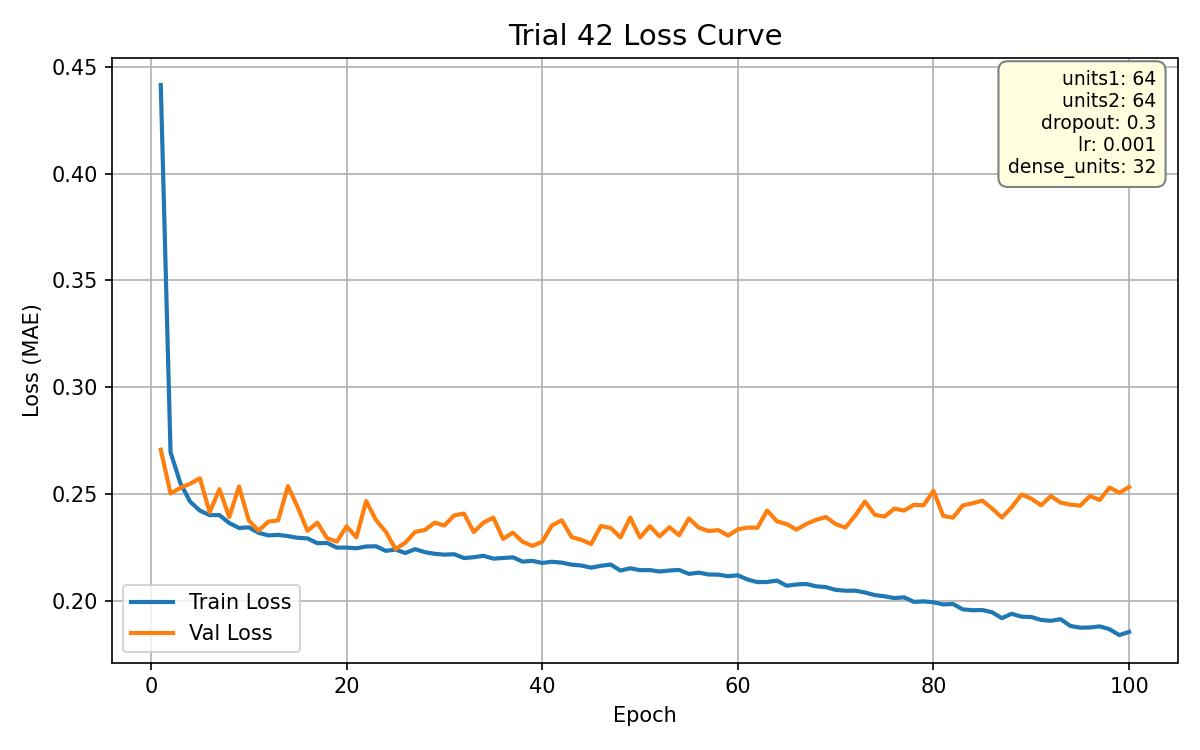 Trial 42 Loss Curve
units1: 64
units2: 64
dropout: 0.3
lr: 0.001
dense_units: 32
Loss (MAE)
0.45
0.40
0.35
0.30
0.25
0.20
Train Loss
Val Loss
0 20 40 60 80 100
Epoch